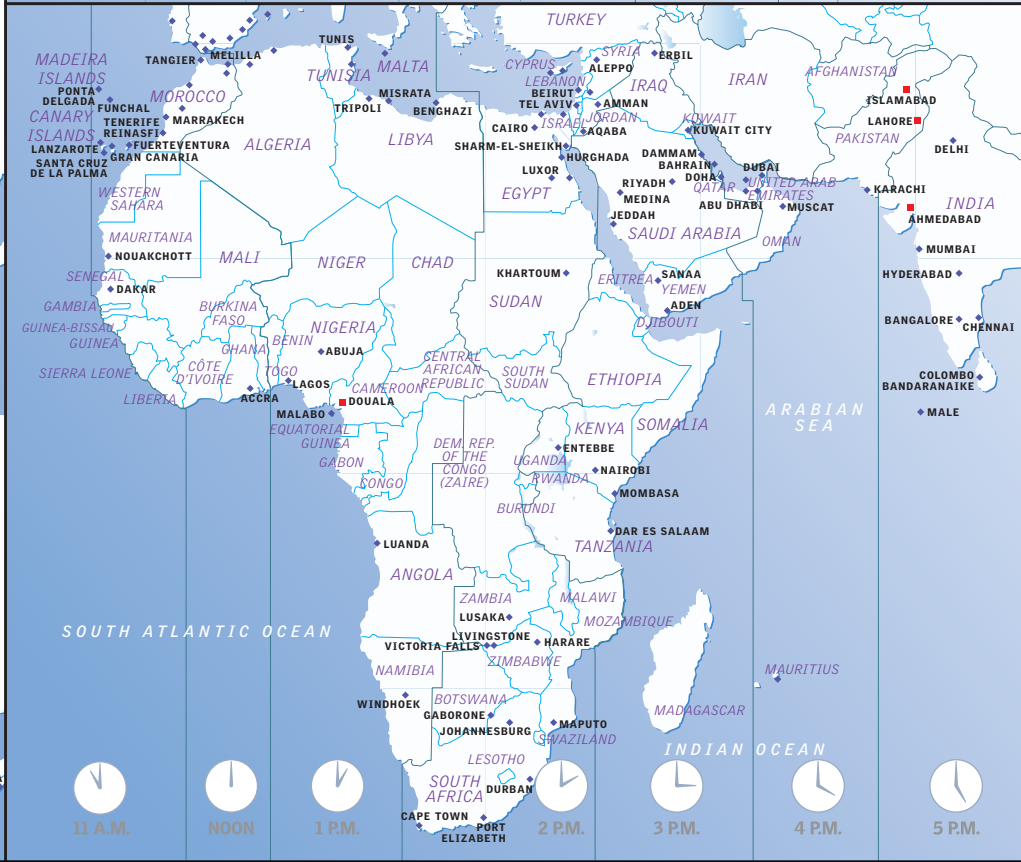 TURKEY
TUNIS
MELILLA
TANGIER
MADEIRA
ISLANDS
TUNISIA
MALTA
CYPRUS
SYRIA
ALEPPO
ERBIL
LEBANON
BEIRUT
IRAQ
IRAN
AFGHANISTAN
PONTA
DELGADA
FUNCHAL
MOROCCO
MISRATA
TRIPOLI
BENGHAZI
TEL AVIV
AMMAN
ISLAMABAD
CANARY
ISLANDS
TENERIFE
REINASFI
MARRAKECH
CAIRO
ISRAEL
JORDAN
AQABA
KUWAIT
KUWAIT CITY
LAHORE
PAKISTAN
DELHI
LANZAROTE
FUERTEVENTURA
GRAN CANARIA
SANTA CRUZ
DE LA PALMA
ALGERIA
LIBYA
SHARM-EL-SHEIKH
HURGHADA
LUXOR
EGYPT
DAMMAM
BAHRAIN
DOHA
QATAR
DUBAI
UNITED ARAB
EMIRATES
ABU DHABI
MUSCAT
KARACHI
INDIA
AHMEDABAD
WESTERN
SAHARA
RIYADH
MEDINA
JEDDAH
SAUDI ARABIA
OMAN
MUMBAI
MAURITANIA
NOUAKCHOTT
MALI
NIGER
CHAD
KHARTOUM
SUDAN
ERITREA
SANAA
YEMEN
ADEN
DJIBOUTI
HYDERABAD
SENEGAL
DAKAR
GAMBIA
GUINEA-BISSAU
GUINEA
BURKINA
FASO
NIGERIA
BENIN
ABUJA
BANGALORE
CHENNAI
SIERRA LEONE
LIBERIA
CÔTE
D'IVOIRE
GHANA
TOGO
LAGOS
ACCRA
CENTRAL
AFRICAN
REPUBLIC
CAMEROON
DOUALA
MALABO
EQUATORIAL
GUINEA
SOUTH
SUDAN
ETHIOPIA
COLOMBO
BANDARANAIKE
ARABIAN
SEA
MALE
GABON
CONGO
DEM. REP.
OF THE
CONGO
(ZAIRE)
KENYA
SOMALIA
ENTEBBE
UGANDA
NAIROBI
RWANDA
MOMBASA
BURUNDI
DAR ES SALAAM
TANZANIA
LUANDA
ANGOLA
ZAMBIA
MALAWI
LUSAKA
MOZAMBIQUE
SOUTH ATLANTIC OCEAN
LIVINGSTONE
VICTORIA FALLS
HARARE
ZIMBABWE
NAMIBIA
MAURITIUS
WINDHOEK
BOTSWANA
GABORONE
JOHANNESBURG
MAPUTO
SWAZILAND
MADAGASCAR
INDIAN OCEAN
LESOTHO
SOUTH
AFRICA
DURBAN
CAPE TOWN
PORT
ELIZABETH
11 A.M.
NOON
1 P.M.
2 P.M.
3 P.M.
4 P.M.
5 P.M.